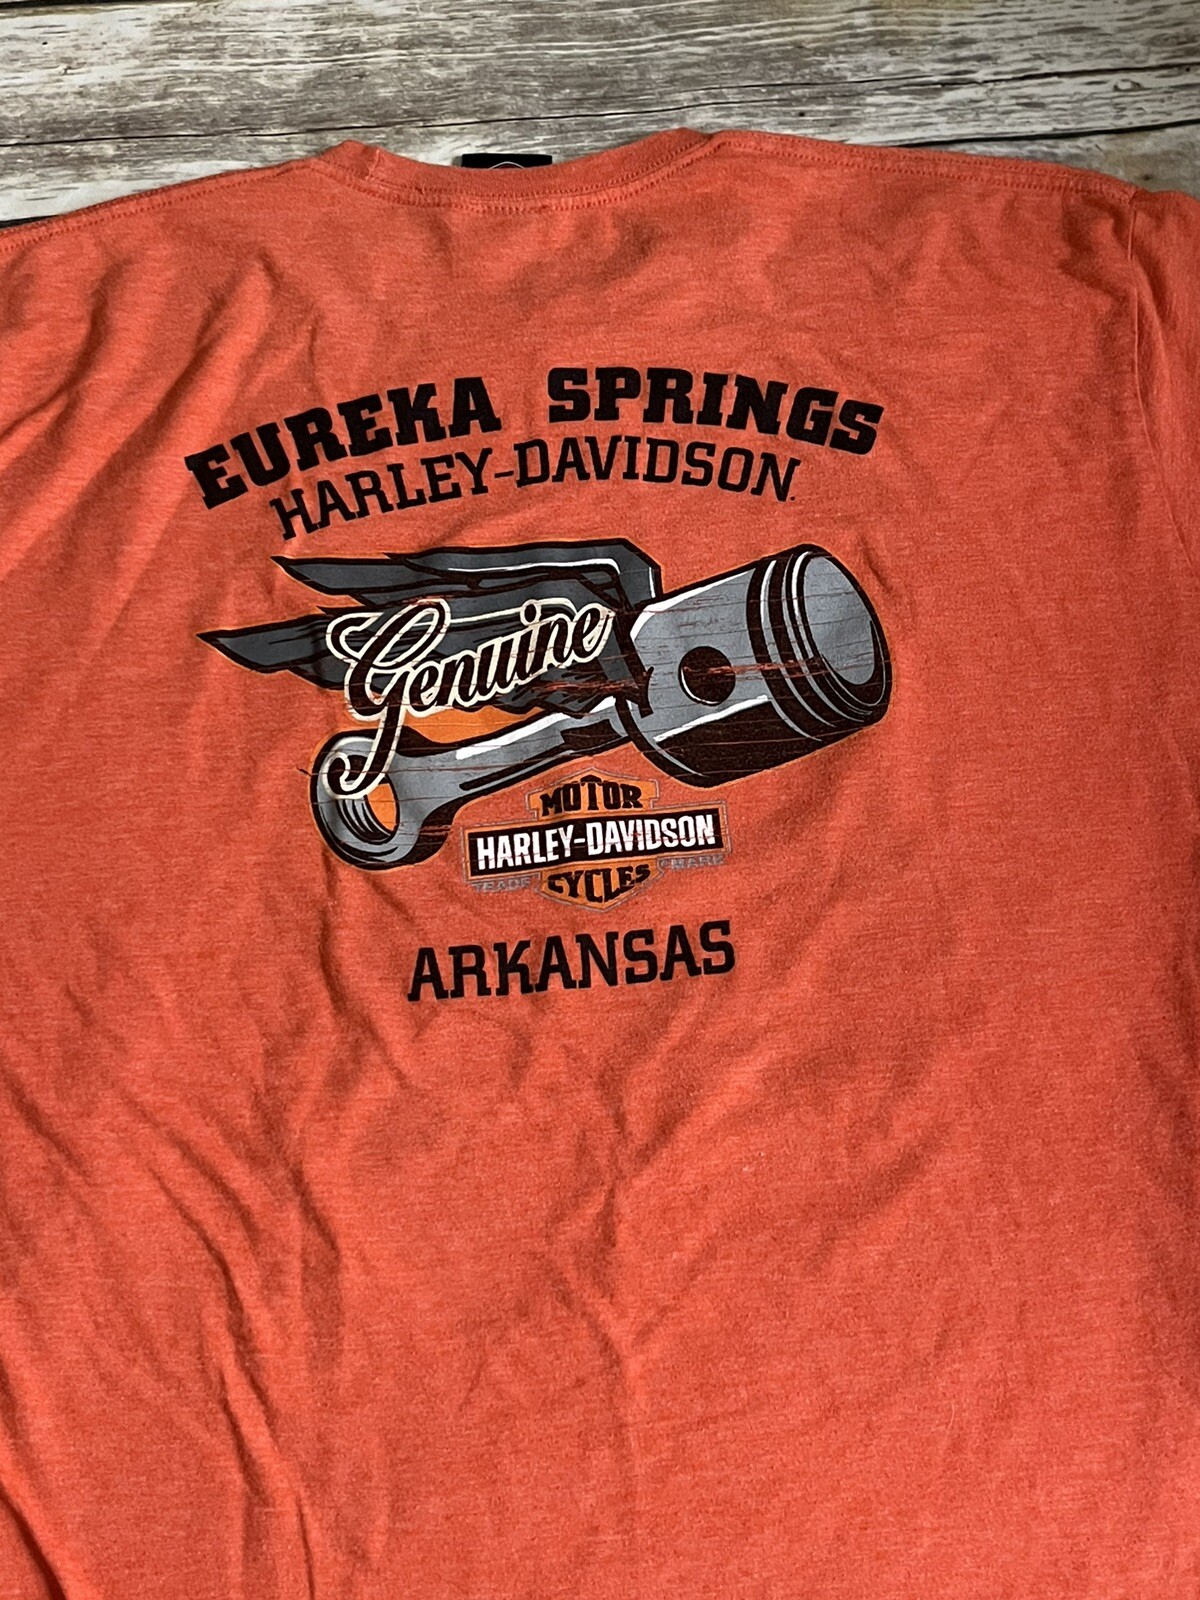 EUREKA SPRINGS
HARLEY-DAVIDSON.
Genuine
MOTOR
HARLEY-DAVIDSON
TRADE MARK
CYCLES
ARKANSAS